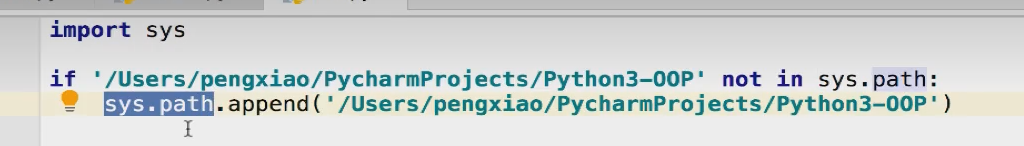 import sys
if '/Users/pengxiao/PycharmProjects/Python3-OOP' not in sys.path:
sys.path.append('/Users/pengxiao/PycharmProjects/Python3-OOP')